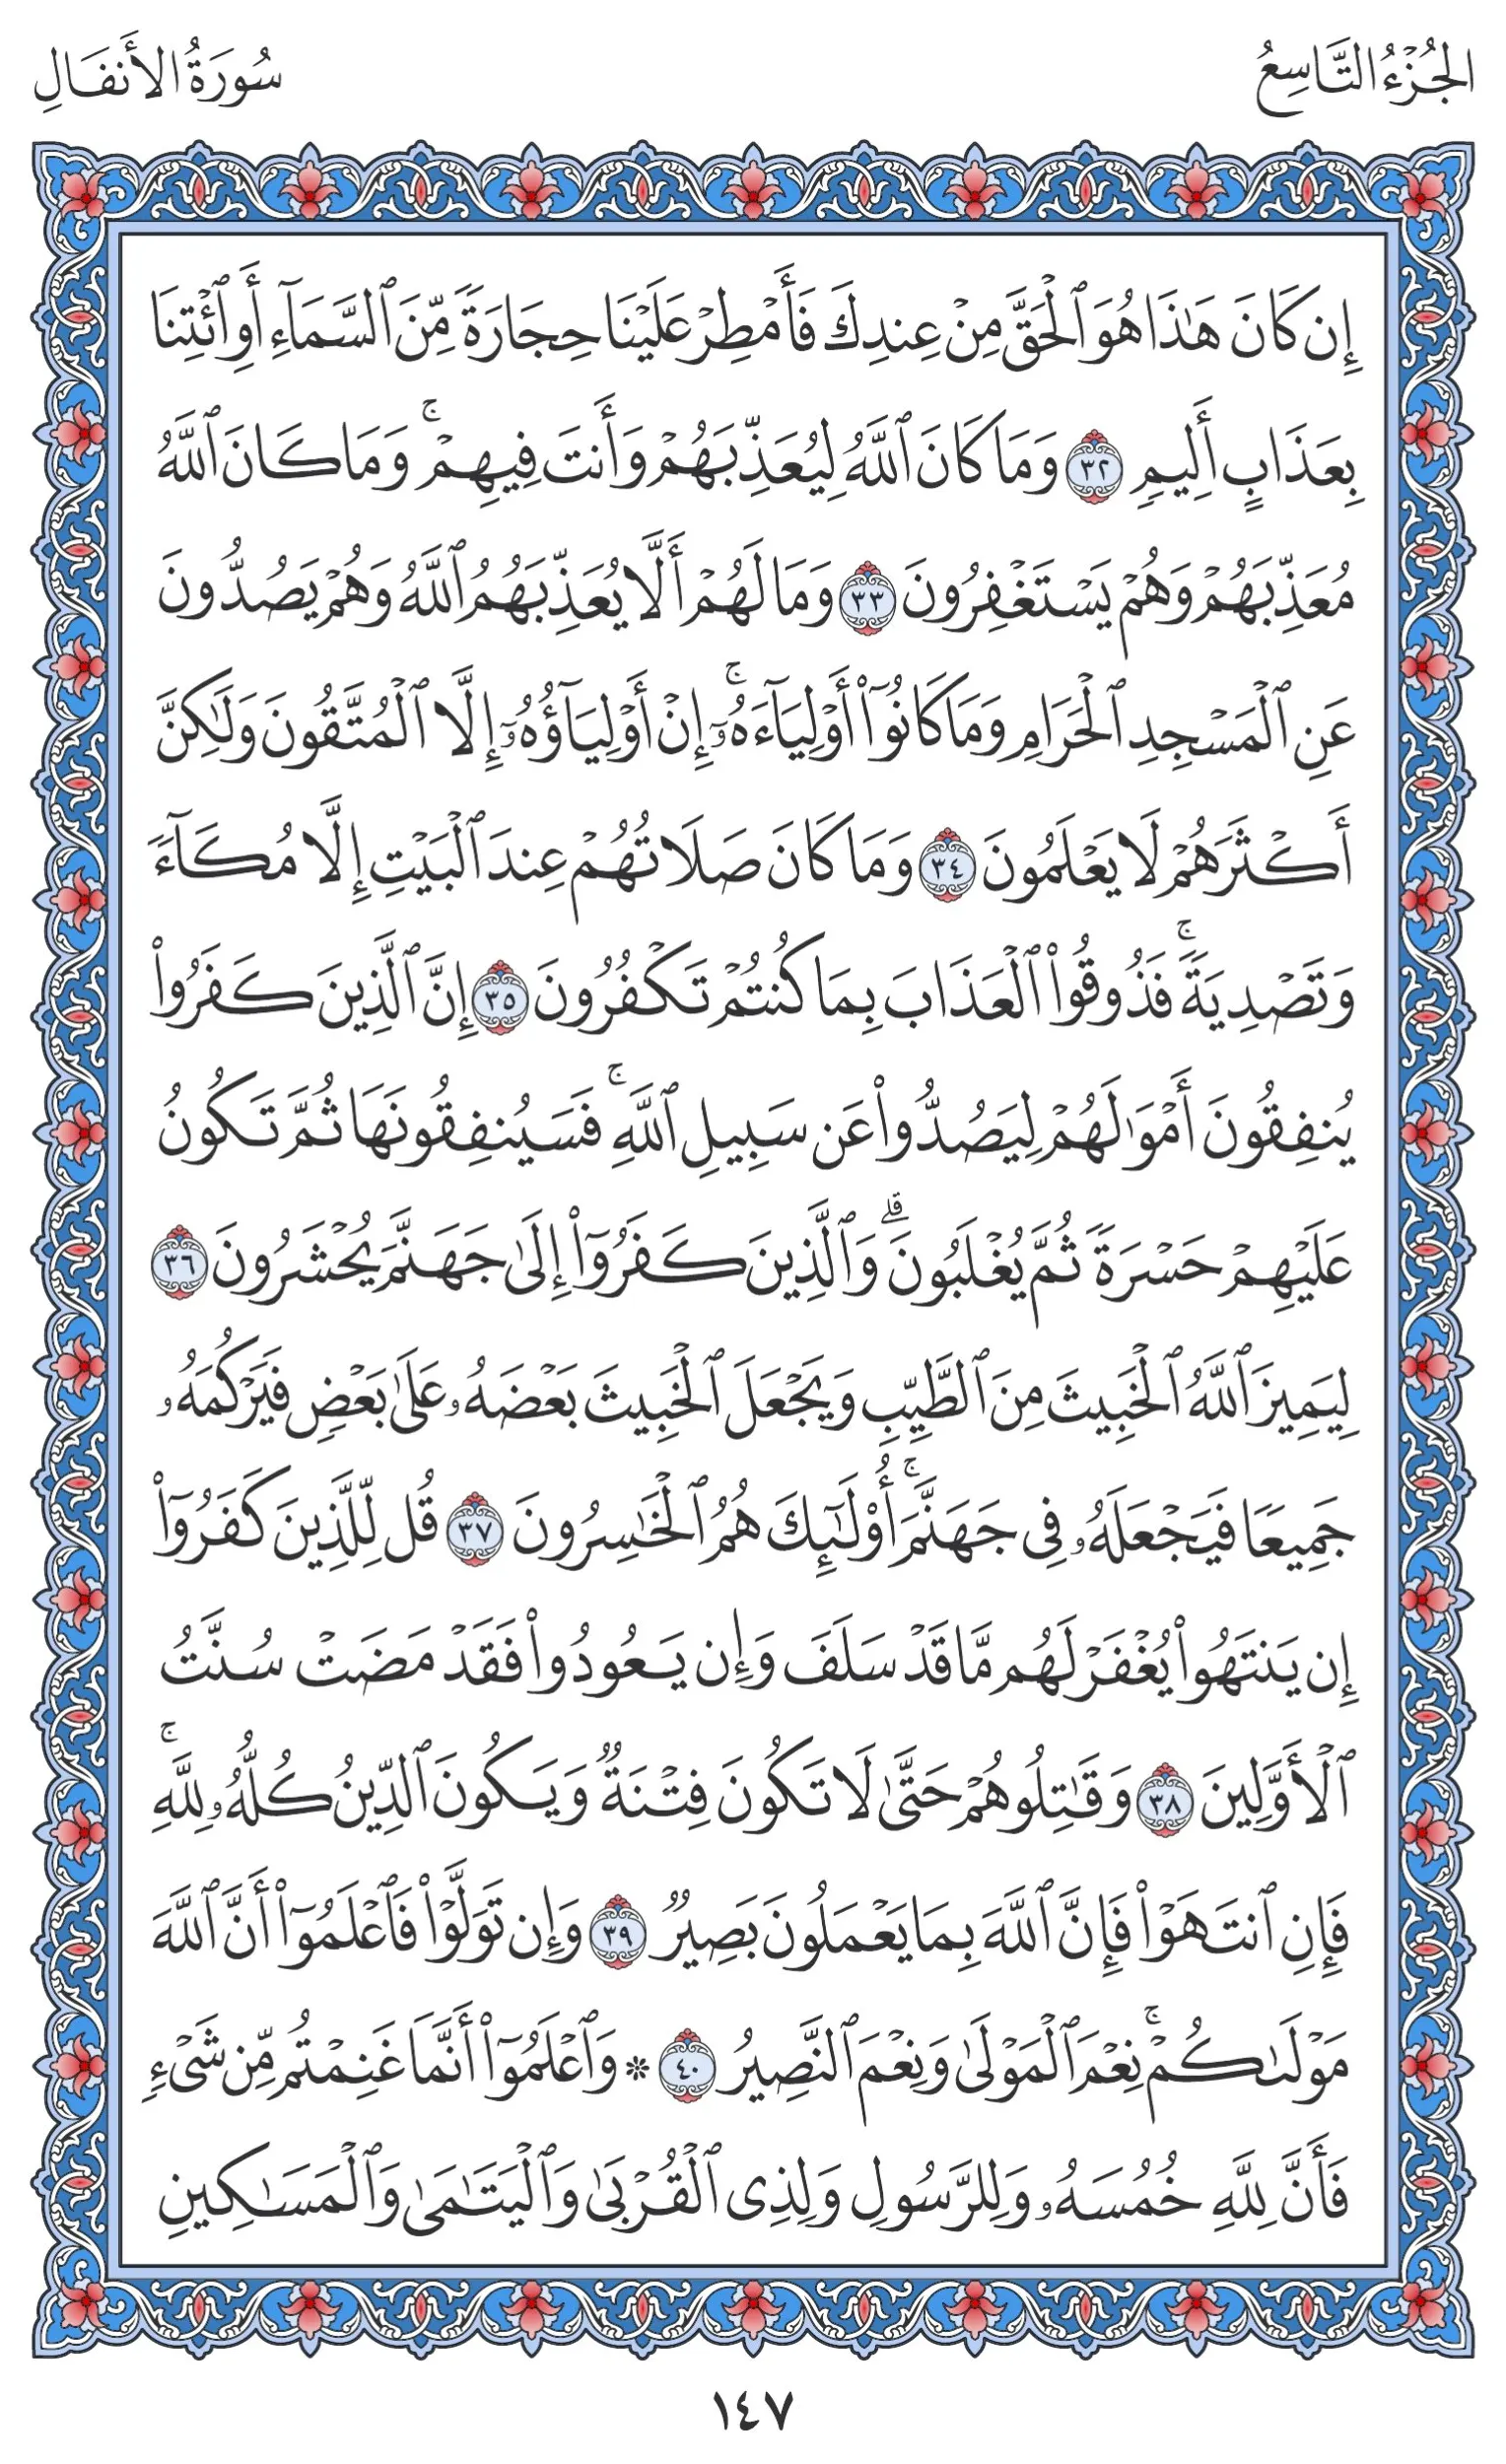 الجُزْءُ التَّاسِعُ
سُورَةُ الأَنفَالِ
إِن كَانَ هَٰذَا هُوَ ٱلْحَقَّ مِنْ عِندِكَ فَأَمْطِرْ عَلَيْنَا حِجَارَةً مِّنَ ٱلسَّمَآءِ أَوِ ٱئْتِنَا
بِعَذَابٍ أَلِيمٍ ٣٢ وَمَا كَانَ ٱللَّهُ لِيُعَذِّبَهُمْ وَأَنتَ فِيهِمْ ۚ وَمَا كَانَ ٱللَّهُ
مُعَذِّبَهُمْ وَهُمْ يَسْتَغْفِرُونَ ٣٣ وَمَا لَهُمْ أَلَّا يُعَذِّبَهُمُ ٱللَّهُ وَهُمْ يَصُدُّونَ
عَنِ ٱلْمَسْجِدِ ٱلْحَرَامِ وَمَا كَانُوٓا۟ أَوْلِيَآءَهُۥٓ ۚ إِنْ أَوْلِيَآؤُهُۥٓ إِلَّا ٱلْمُتَّقُونَ وَلَٰكِنَّ
أَكْثَرَهُمْ لَا يَعْلَمُونَ ٣٤ وَمَا كَانَ صَلَاتُهُمْ عِندَ ٱلْبَيْتِ إِلَّا مُكَآءً
وَتَصْدِيَةً ۚ فَذُوقُوا۟ ٱلْعَذَابَ بِمَا كُنتُمْ تَكْفُرُونَ ٣٥ إِنَّ ٱلَّذِينَ كَفَرُوا۟
يُنفِقُونَ أَمْوَٰلَهُمْ لِيَصُدُّوا۟ عَن سَبِيلِ ٱللَّهِ ۚ فَسَيُنفِقُونَهَا ثُمَّ تَكُونُ
عَلَيْهِمْ حَسْرَةً ثُمَّ يُغْلَبُونَ ۗ وَٱلَّذِينَ كَفَرُوٓا۟ إِلَىٰ جَهَنَّمَ يُحْشَرُونَ ٣٦
لِيَمِيزَ ٱللَّهُ ٱلْخَبِيثَ مِنَ ٱلطَّيِّبِ وَيَجْعَلَ ٱلْخَبِيثَ بَعْضَهُۥ عَلَىٰ بَعْضٍ فَيَرْكُمَهُۥ
جَمِيعًا فَيَجْعَلَهُۥ فِى جَهَنَّمَ ۚ أُو۟لَٰٓئِكَ هُمُ ٱلْخَٰسِرُونَ ٣٧ قُل لِّلَّذِينَ كَفَرُوٓا۟
إِن يَنتَهُوا۟ يُغْفَرْ لَهُم مَّا قَدْ سَلَفَ وَإِن يَعُودُوا۟ فَقَدْ مَضَتْ سُنَّتُ
ٱلْأَوَّلِينَ ٣٨ وَقَٰتِلُوهُمْ حَتَّىٰ لَا تَكُونَ فِتْنَةٌ وَيَكُونَ ٱلدِّينُ كُلُّهُۥ لِلَّهِ ۚ
فَإِنِ ٱنتَهَوْا۟ فَإِنَّ ٱللَّهَ بِمَا يَعْمَلُونَ بَصِيرٌ ٣٩ وَإِن تَوَلَّوْا۟ فَٱعْلَمُوٓا۟ أَنَّ ٱللَّهَ
مَوْلَىٰكُمْ ۚ نِعْمَ ٱلْمَوْلَىٰ وَنِعْمَ ٱلنَّصِيرُ ٤٠ ۞ وَٱعْلَمُوٓا۟ أَنَّمَا غَنِمْتُم مِّن شَىْءٍ
فَأَنَّ لِلَّهِ خُمُسَهُۥ وَلِلرَّسُولِ وَلِذِى ٱلْقُرْبَىٰ وَٱلْيَتَٰمَىٰ وَٱلْمَسَٰكِينِ
١٤٧